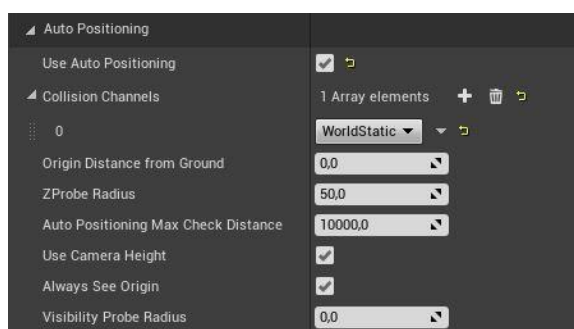 Auto Positioning
Use Auto Positioning
Collision Channels 1 Array elements
0 WorldStatic
Origin Distance from Ground 0,0
ZProbe Radius 50,0
Auto Positioning Max Check Distance 10000,0
Use Camera Height
Always See Origin
Visibility Probe Radius 0,0